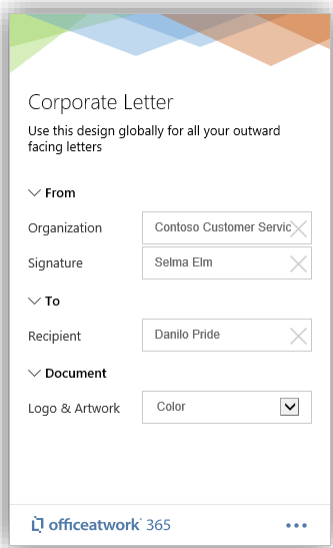 Corporate Letter
Use this design globally for all your outward
facing letters
From
Organization Contoso Customer Servic
Signature Selma Elm
To
Recipient Danilo Pride
Document
Logo & Artwork Color
officeatwork 365